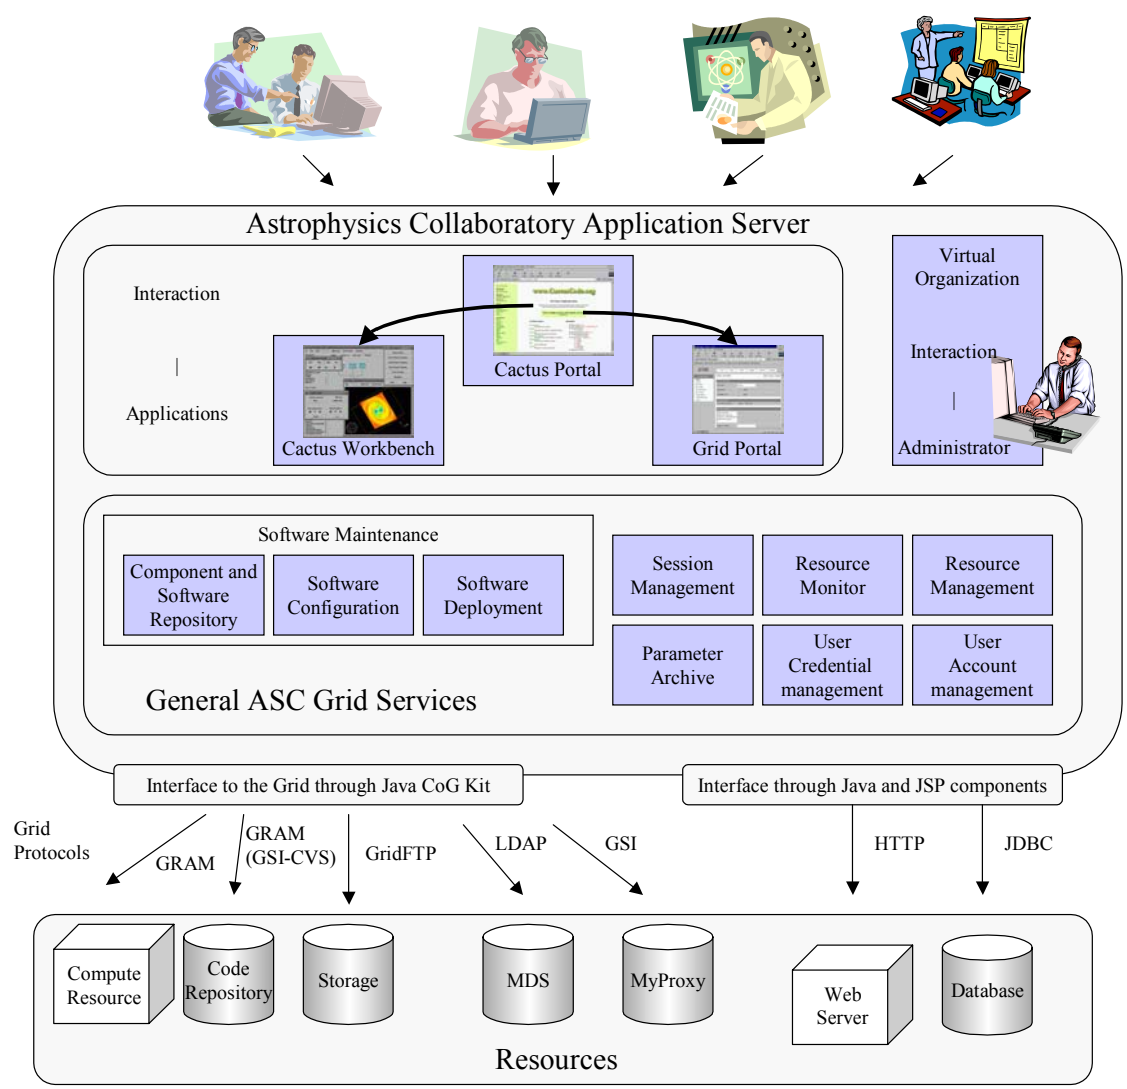 Astrophysics Collaboratory Application Server
Interaction
|
Applications
www.CactusCode.org
Cactus Portal
Cactus Workbench
Grid Portal
Virtual
Organization
Interaction
|
Administrator
Software Maintenance
Component and
Software
Repository
Software
Configuration
Software
Deployment
Session
Management
Resource
Monitor
Resource
Management
Parameter
Archive
User
Credential
management
User
Account
management
General ASC Grid Services
Interface to the Grid through Java CoG Kit
Interface through Java and JSP components
Grid
Protocols
GRAM
GRAM
(GSI-CVS)
GridFTP
LDAP
GSI
HTTP
JDBC
Compute
Resource
Code
Repository
Storage
MDS
MyProxy
Web
Server
Database
Resources